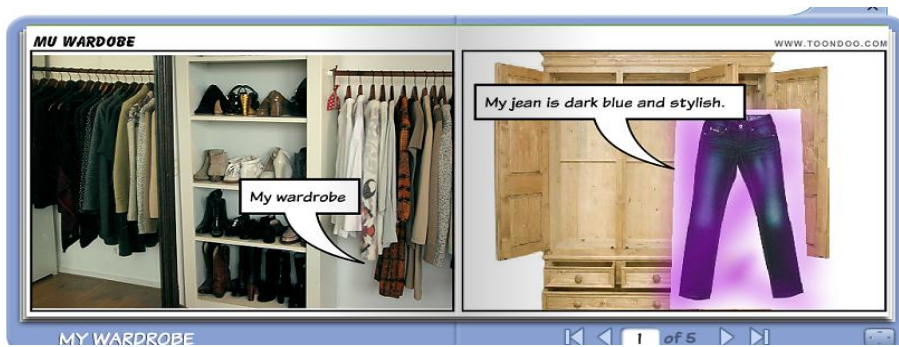 MU WARDOBE
WWW.TOONDOO.COM
My wardrobe
My jean is dark blue and stylish.
MY WARDROBE
1 of 5